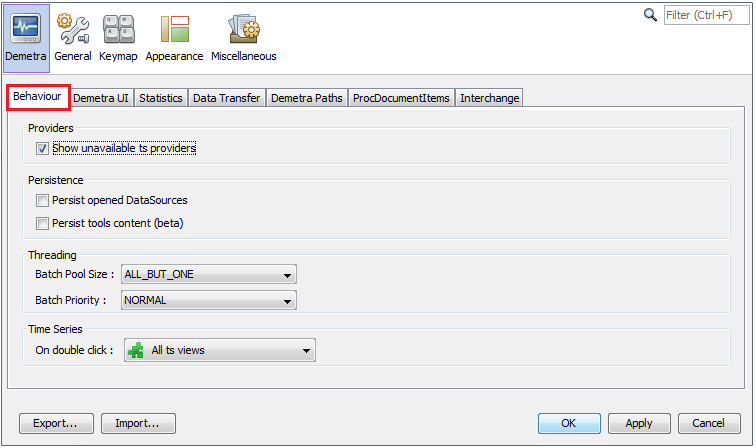 Filter (Ctrl+F)
Demetra General Keymap Appearance Miscellaneous
Behaviour Demetra UI Statistics Data Transfer Demetra Paths ProcDocumentItems Interchange
Providers
Show unavailable ts providers
Persistence
Persist opened DataSources
Persist tools content (beta)
Threading
Batch Pool Size : ALL_BUT_ONE
Batch Priority : NORMAL
Time Series
On double click : All ts views
Export... Import... OK Apply Cancel